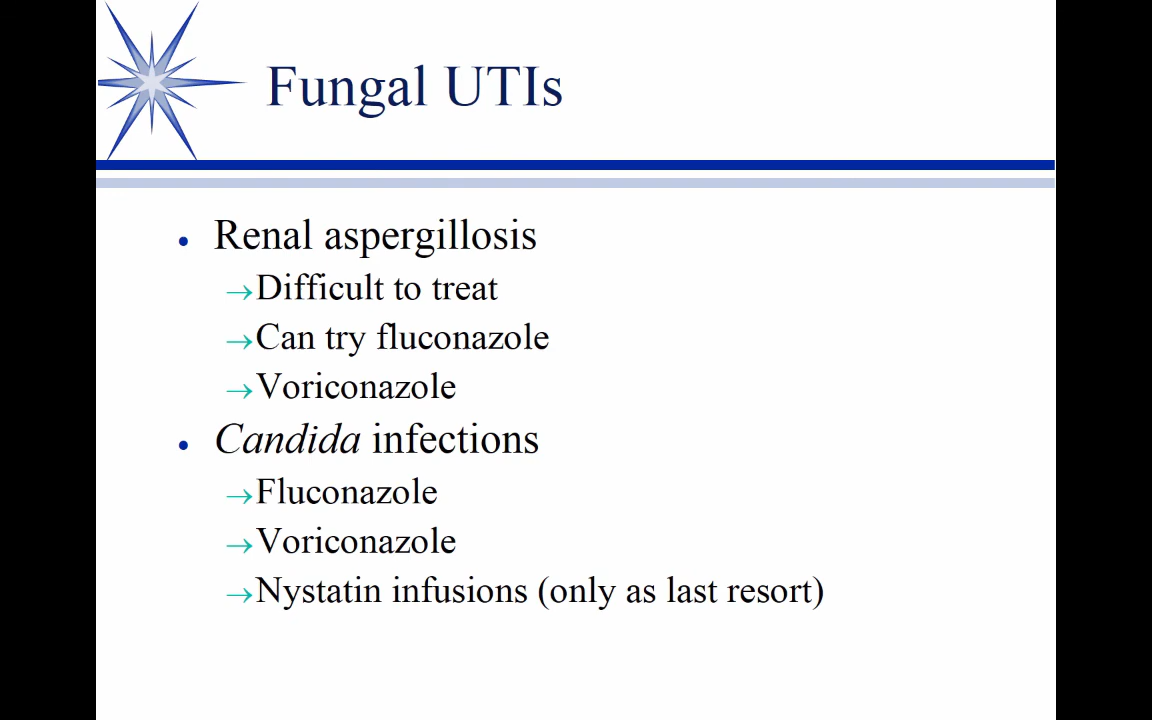 Fungal UTIs
• Renal aspergillosis
→Difficult to treat
→Can try fluconazole
→Voriconazole
• Candida infections
→Fluconazole
→Voriconazole
→Nystatin infusions (only as last resort)